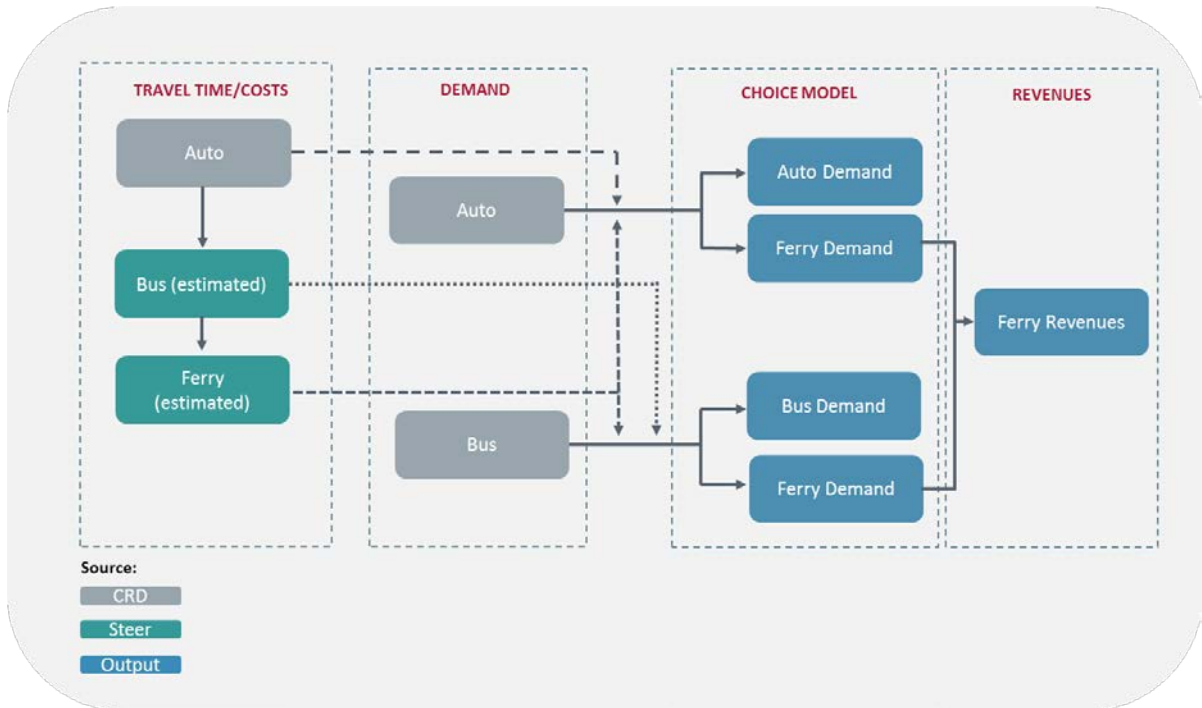 TRAVEL TIME/COSTS
Auto
Bus (estimated)
Ferry
(estimated)
DEMAND
Auto
Bus
CHOICE MODEL
Auto Demand
Ferry Demand
Bus Demand
Ferry Demand
REVENUES
Ferry Revenues
Source:
CRD
Steer
Output